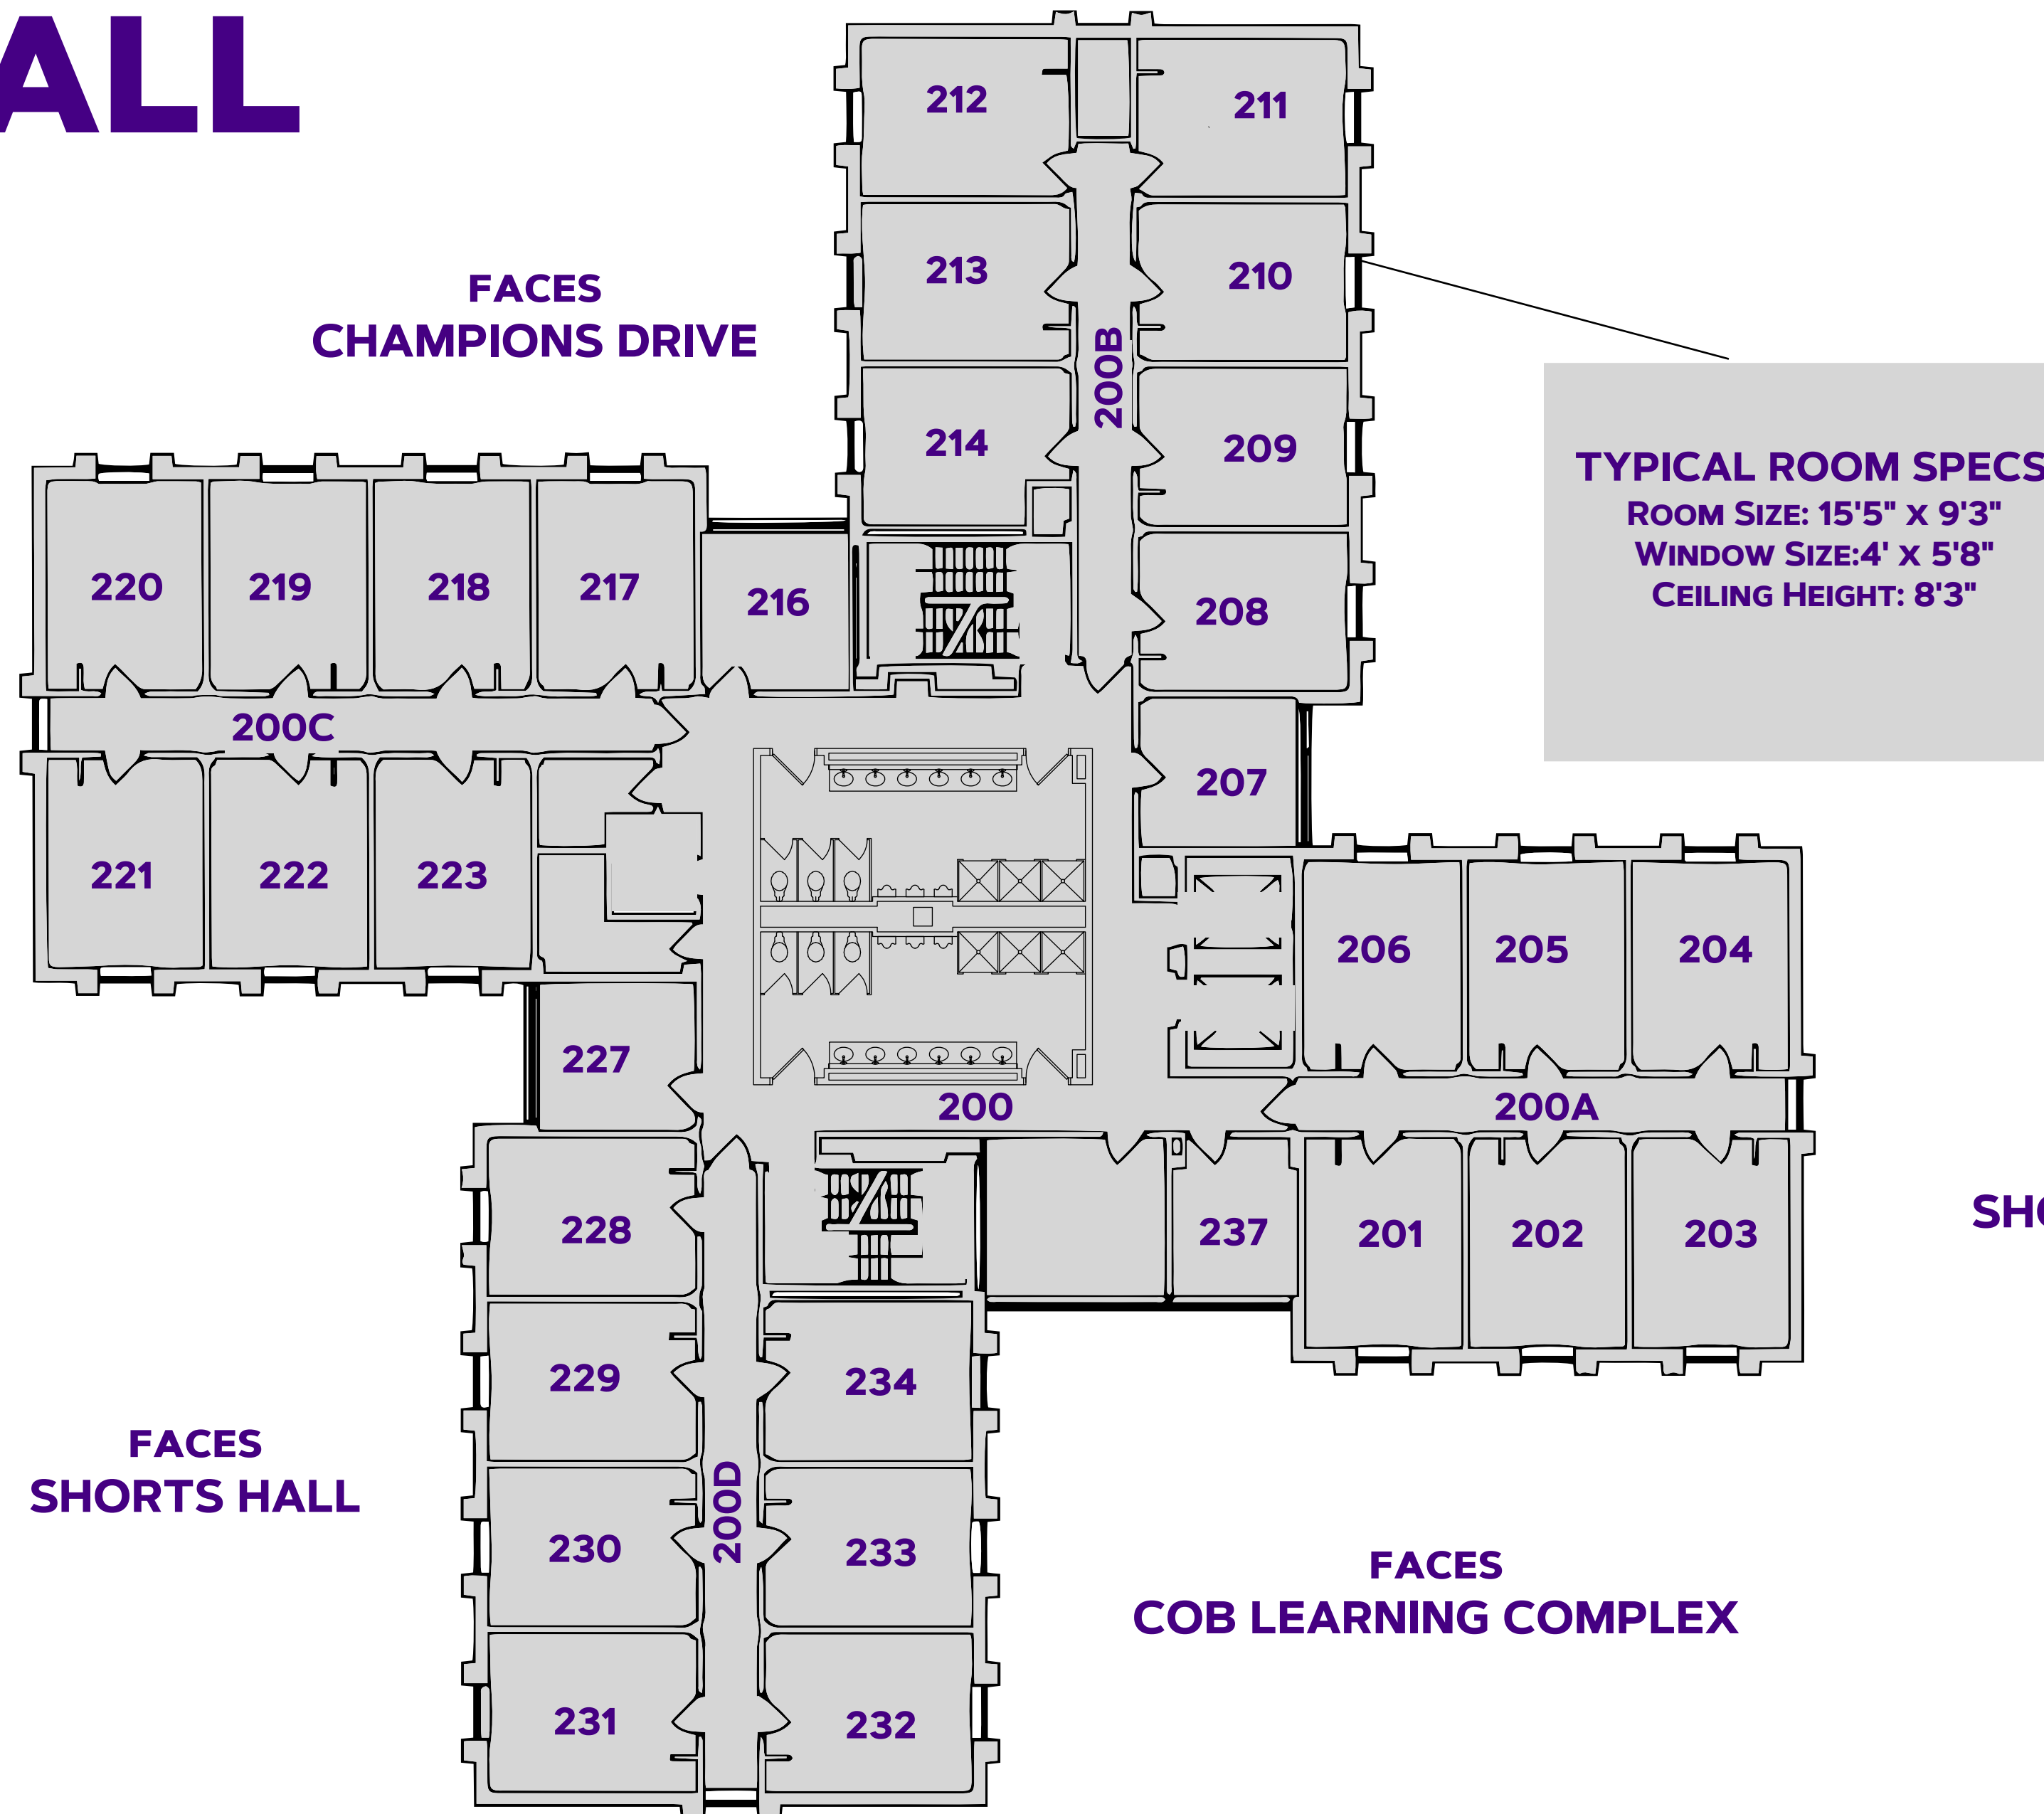 ALL
212
211
213
210
FACES
CHAMPIONS DRIVE
200B
214
209
TYPICAL ROOM SPECS
ROOM SIZE: 15'5" X 9'3"
WINDOW SIZE:4' X 5'8"
CEILING HEIGHT: 8'3"
220
219
218
217
216
208
200C
207
221
222
223
206
205
204
227
200
200A
228
237
201
202
203
SHO
229
234
FACES
SHORTS HALL
200D
230
233
FACES
COB LEARNING COMPLEX
231
232